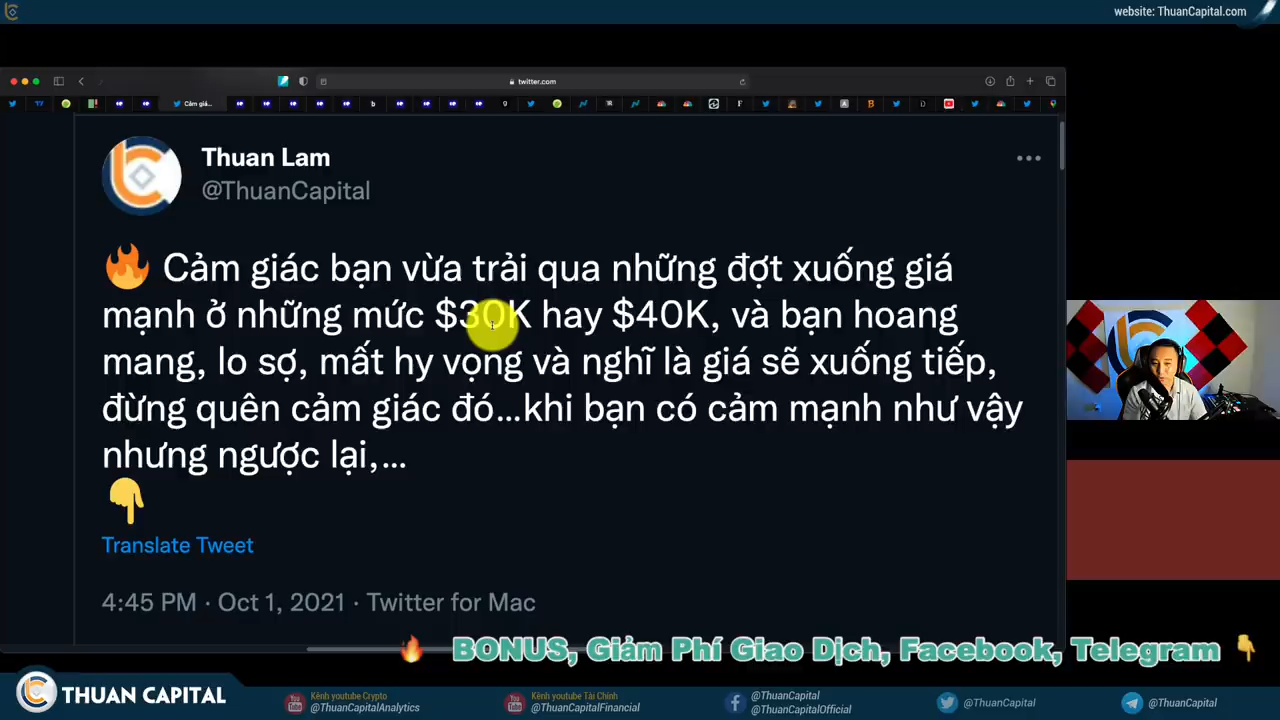 website: ThuanCapital.com
twitter.com
Cảm giá...
Thuan Lam
@ThuanCapital
🔥 Cảm giác bạn vừa trải qua những đợt xuống giá
mạnh ở những mức $30K hay $40K, và bạn hoang
mang, lo sợ, mất hy vọng và nghĩ là giá sẽ xuống tiếp,
đừng quên cảm giác đó...khi bạn có cảm mạnh như vậy
nhưng ngược lại,...
👇
Translate Tweet
4:45 PM · Oct 1, 2021 · Twitter for Mac
🔥 BONUS, Giảm Phí Giao Dịch, Facebook, Telegram 👇
THUAN CAPITAL
Kênh youtube Crypto
@ThuanCapitalAnalytics
Kênh youtube Tài Chính
@ThuanCapitalFinancial
@ThuanCapital
@ThuanCapitalOfficial
@ThuanCapital
@ThuanCapital